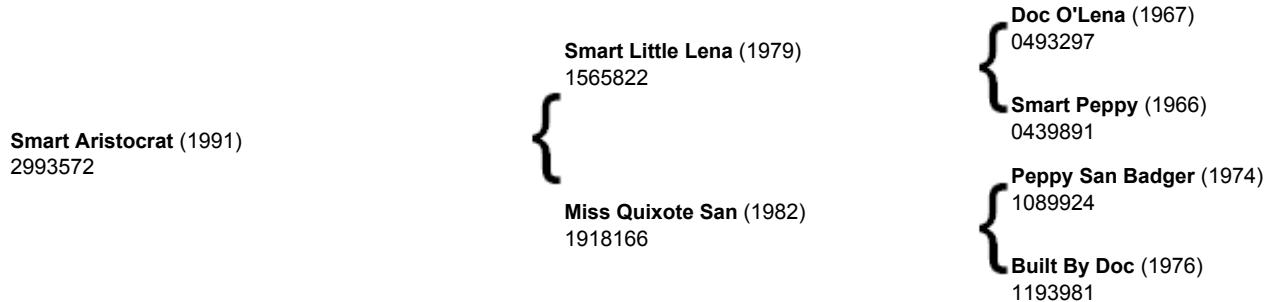 Smart Aristocrat (1991)
2993572
Smart Little Lena (1979)
1565822
Miss Quixote San (1982)
1918166
Doc O'Lena (1967)
0493297
Smart Peppy (1966)
0439891
Peppy San Badger (1974)
1089924
Built By Doc (1976)
1193981